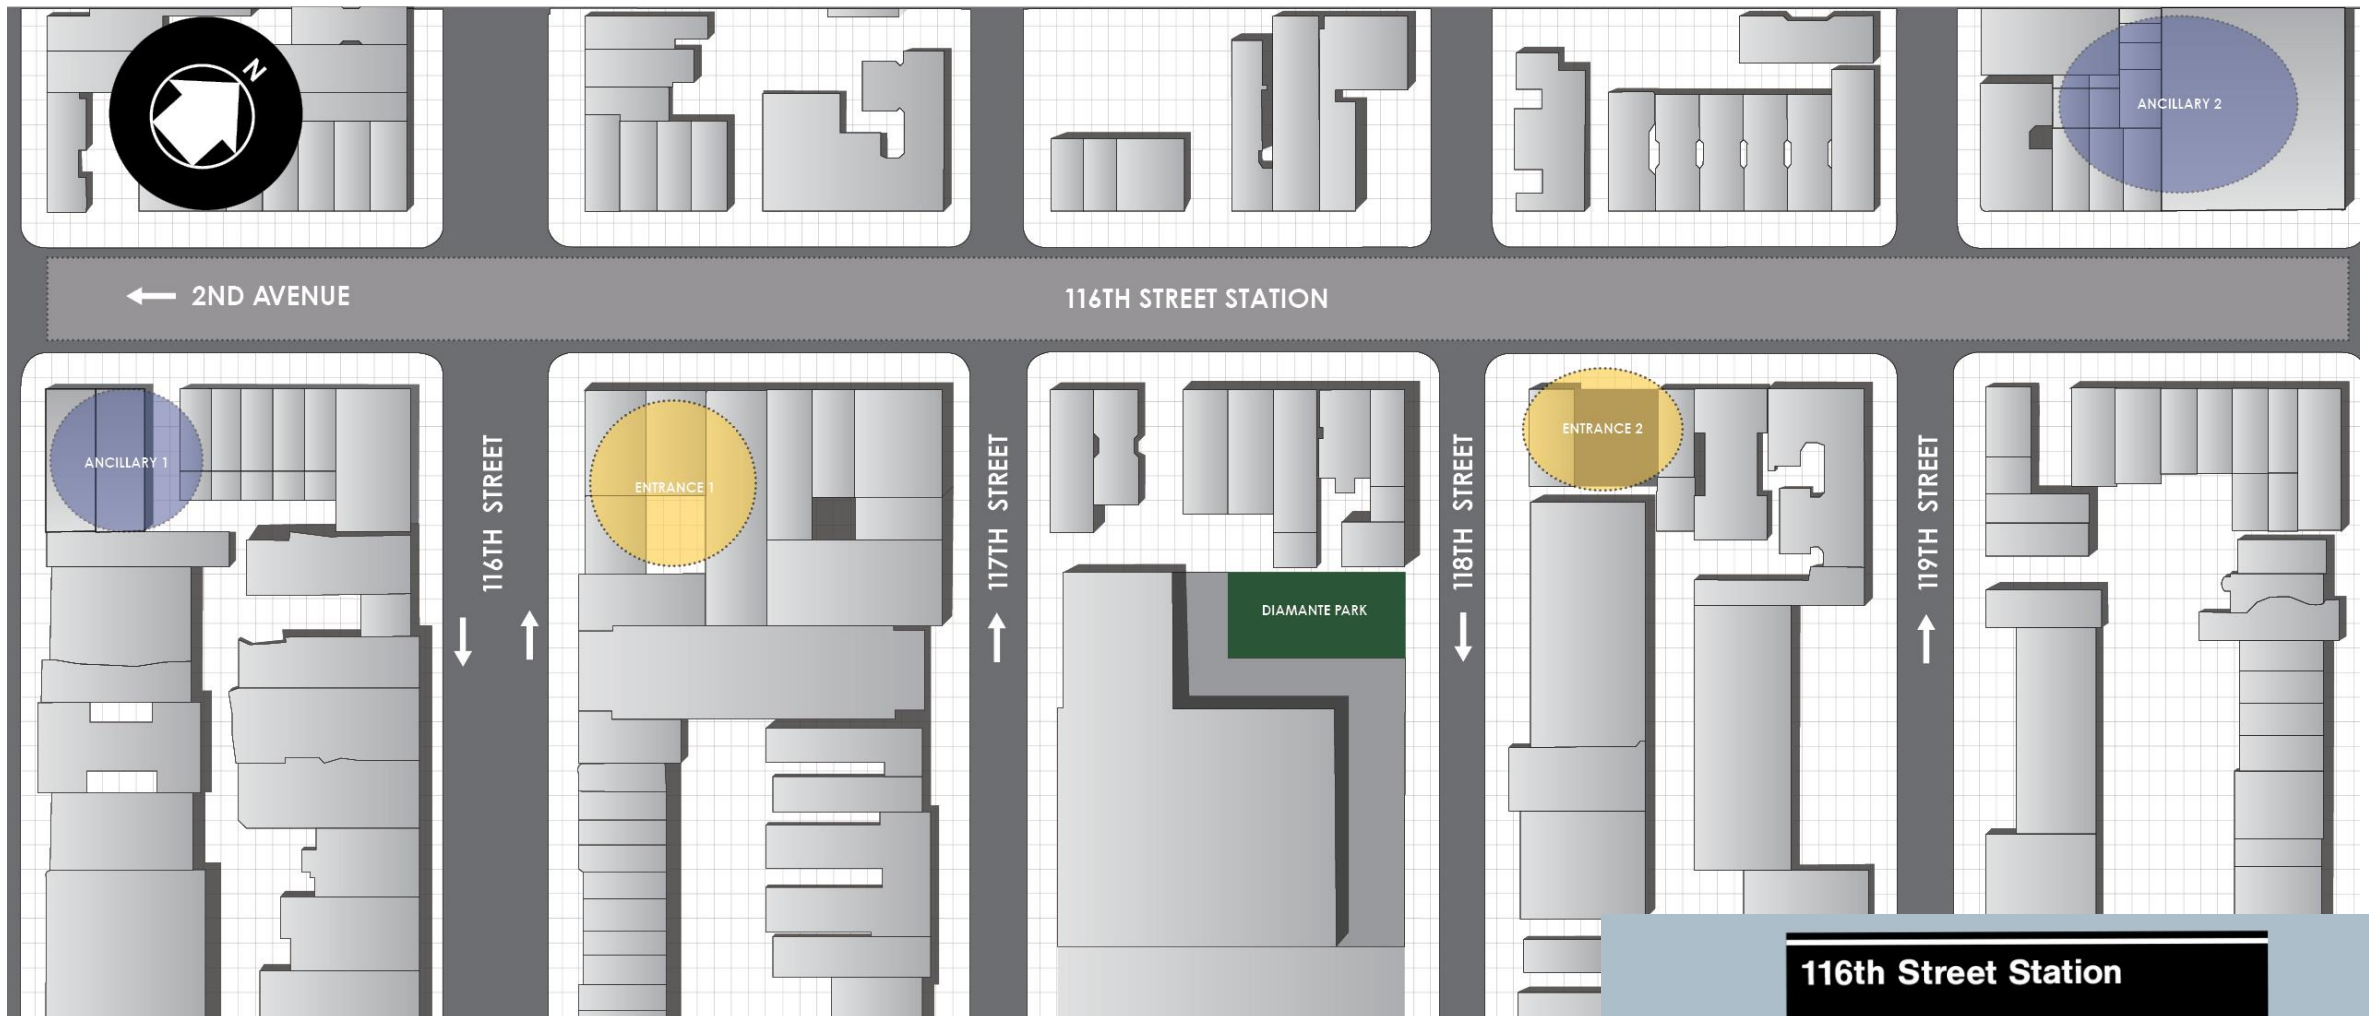 N
ANCILLARY 2
2ND AVENUE
116TH STREET STATION
ANCILLARY 1
116TH STREET
ENTRANCE 1
117TH STREET
DIAMANTE PARK
118TH STREET
ENTRANCE 2
119TH STREET
116th Street Station